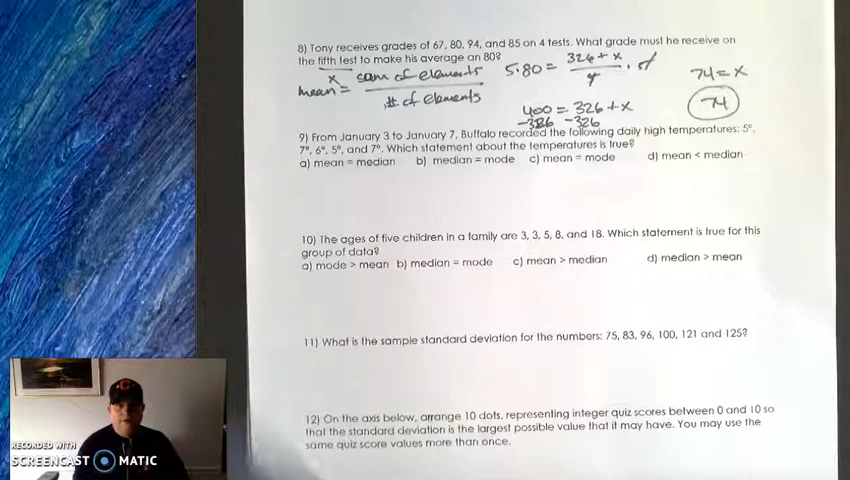 8) Tony receives grades of 67, 80, 94, and 85 on 4 tests. What grade must he receive on
the fifth test to make his average an 80?
x
mean = sum of elements / # of elements
5·80 = 326 + x
400 = 326 + x
-326 -326
74 = x
74
9) From January 3 to January 7, Buffalo recorded the following daily high temperatures: 5°,
7°, 6°, 5°, and 7°. Which statement about the temperatures is true?
a) mean = median b) median = mode c) mean = mode d) mean < median
10) The ages of five children in a family are 3, 3, 5, 8, and 18. Which statement is true for this
group of data?
a) mode > mean b) median = mode c) mean > median d) median > mean
11) What is the sample standard deviation for the numbers: 75, 83, 96, 100, 121 and 125?
12) On the axis below, arrange 10 dots, representing integer quiz scores between 0 and 10 so
that the standard deviation is the largest possible value that it may have. You may use the
same quiz score values more than once.
RECORDED WITH
SCREENCAST MATIC